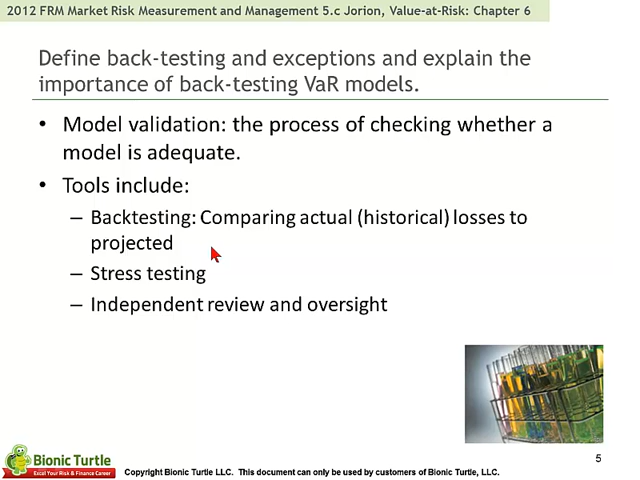 2012 FRM Market Risk Measurement and Management 5.c Jorion, Value-at-Risk: Chapter 6
Define back-testing and exceptions and explain the
importance of back-testing VaR models.
• Model validation: the process of checking whether a
model is adequate.
• Tools include:
– Backtesting: Comparing actual (historical) losses to
projected
– Stress testing
– Independent review and oversight
5
Bionic Turtle
Excel Your Risk & Finance Career
Copyright Bionic Turtle LLC. This document can only be used by customers of Bionic Turtle, LLC.